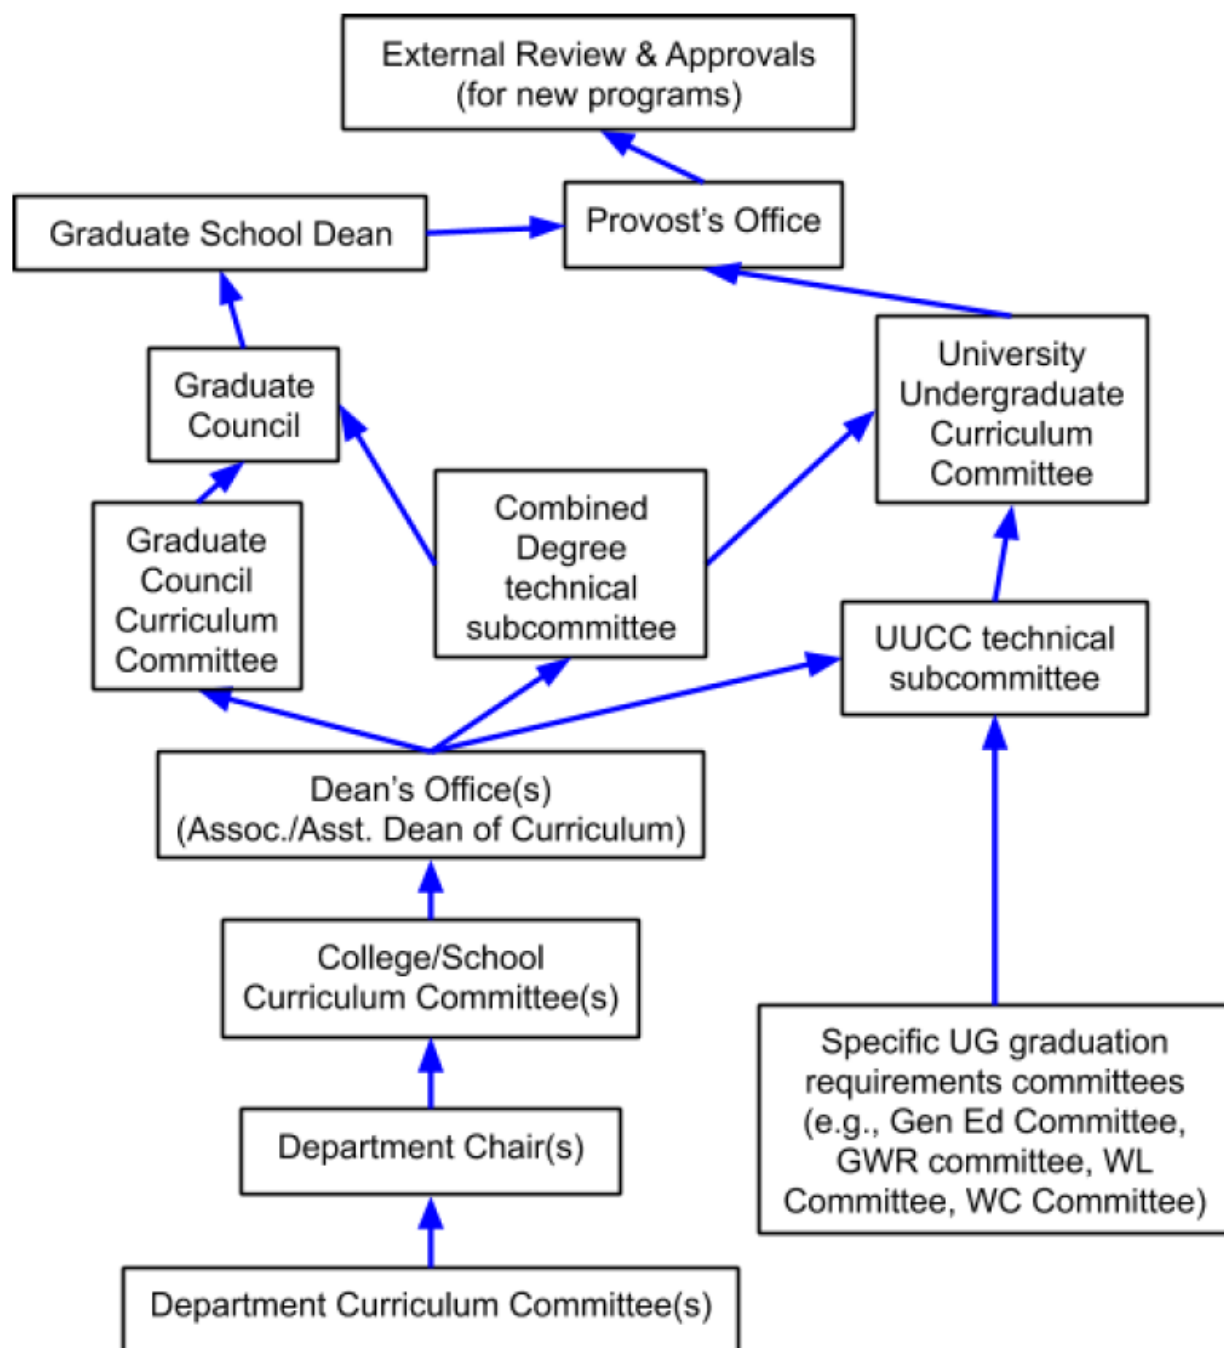 External Review & Approvals
(for new programs)
Graduate School Dean
Provost's Office
Graduate
Council
University
Undergraduate
Curriculum
Committee
Graduate
Council
Curriculum
Committee
Combined
Degree
technical
subcommittee
UUCC technical
subcommittee
Dean's Office(s)
(Assoc./Asst. Dean of Curriculum)
College/School
Curriculum Committee(s)
Specific UG graduation
requirements committees
(e.g., Gen Ed Committee,
GWR committee, WL
Committee, WC Committee)
Department Chair(s)
Department Curriculum Committee(s)